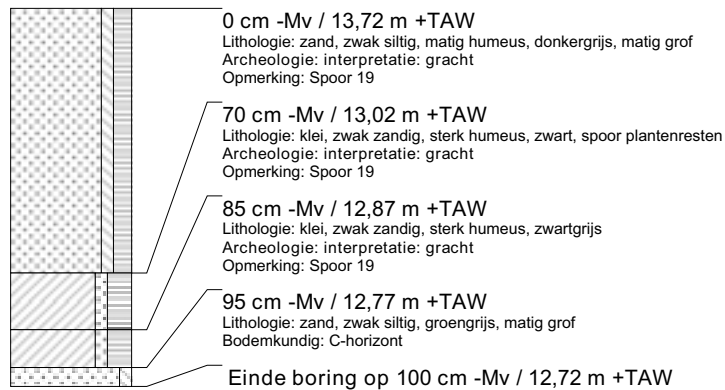 0 cm -Mv / 13,72 m +TAW
Lithologie: zand, zwak siltig, matig humeus, donkergrijs, matig grof
Archeologie: interpretatie: gracht
Opmerking: Spoor 19
70 cm -Mv / 13,02 m +TAW
Lithologie: klei, zwak zandig, sterk humeus, zwart, spoor plantenresten
Archeologie: interpretatie: gracht
Opmerking: Spoor 19
85 cm -Mv / 12,87 m +TAW
Lithologie: klei, zwak zandig, sterk humeus, zwartgrijs
Archeologie: interpretatie: gracht
Opmerking: Spoor 19
95 cm -Mv / 12,77 m +TAW
Lithologie: zand, zwak siltig, groengrijs, matig grof
Bodemkundig: C-horizont
Einde boring op 100 cm -Mv / 12,72 m +TAW